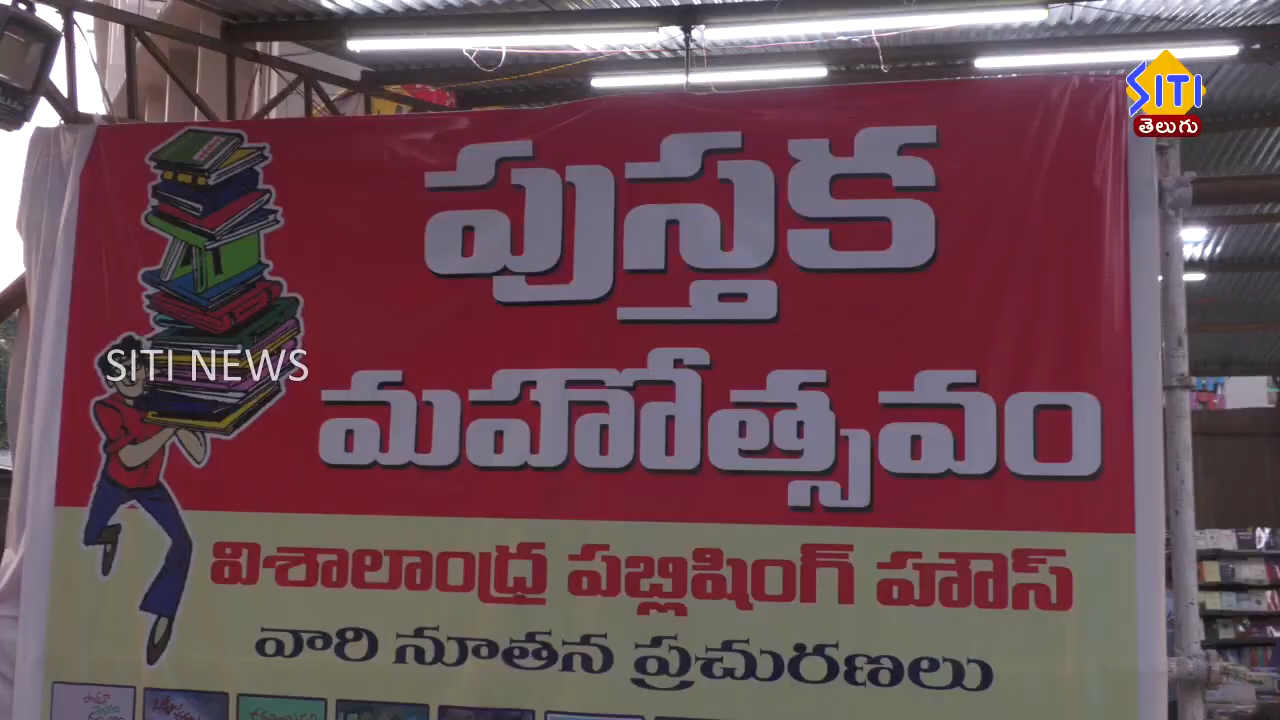 SITI
తెలుగు
పుస్తక
SITI NEWS
మహోత్సవం
విశాలాంధ్ర పబ్లిషింగ్ హౌస్
వారి నూతన ప్రచురణలు